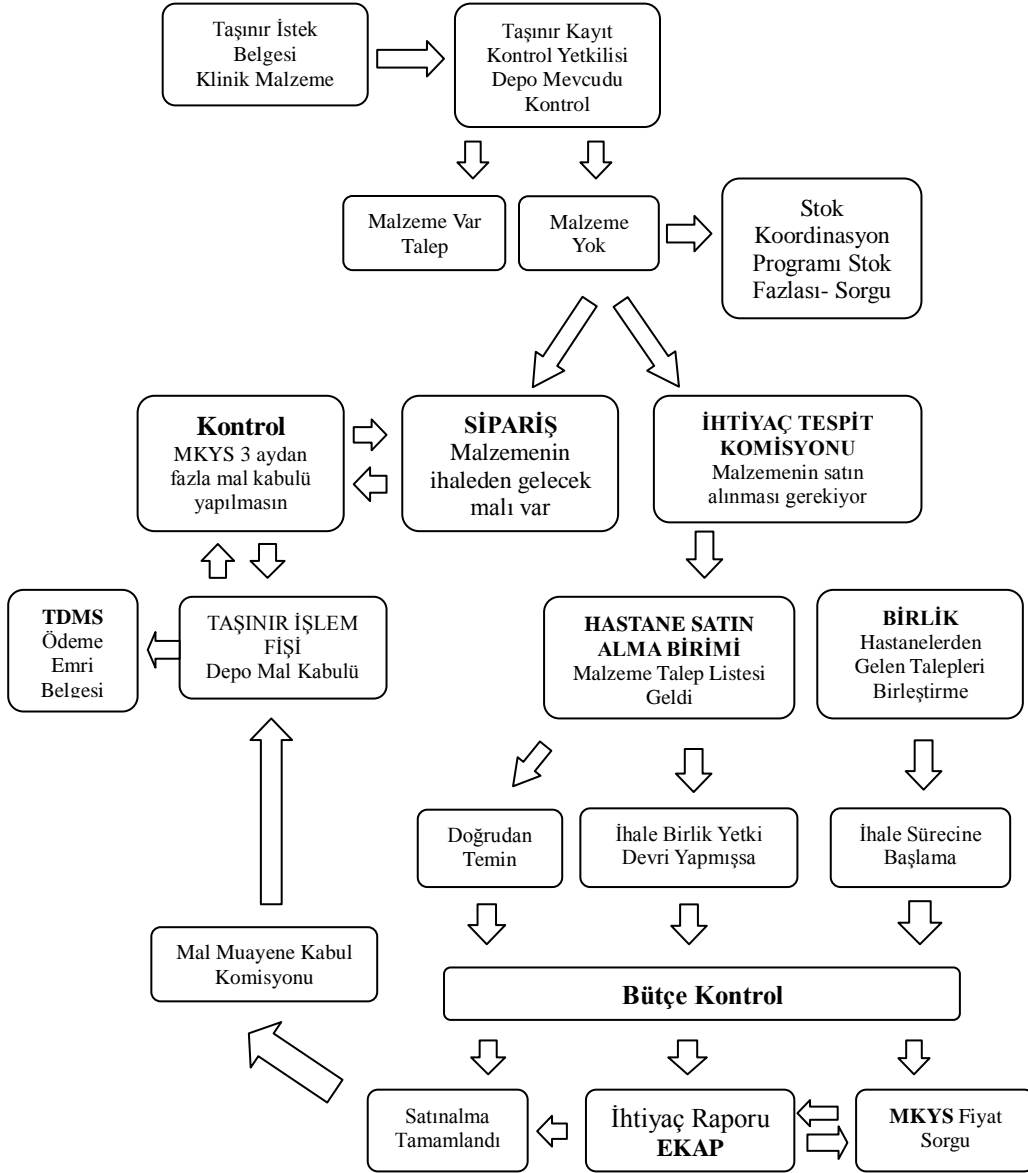 Taşınır İstek
Belgesi
Klinik Malzeme
Taşınır Kayıt
Kontrol Yetkilisi
Depo Mevcudu
Kontrol
Malzeme Var
Talep
Malzeme
Yok
Stok
Koordinasyon
Programı Stok
Fazlası- Sorgu
Kontrol
MKYS 3 aydan
fazla mal kabulü
yapılmasın
SİPARİŞ
Malzemenin
ihaleden gelecek
malı var
İHTİYAÇ TESPİT
KOMİSYONU
Malzemenin satın
alınması gerekiyor
TDMS
Ödeme
Emri
Belgesi
TAŞINIR İŞLEM
FİŞİ
Depo Mal Kabulü
HASTANE SATIN
ALMA BİRİMİ
Malzeme Talep Listesi
Geldi
BİRLİK
Hastanelerden
Gelen Talepleri
Birleştirme
Doğrudan
Temin
İhale Birlik Yetki
Devri Yapmışsa
İhale Sürecine
Başlama
Mal Muayene Kabul
Komisyonu
Bütçe Kontrol
Satınalma
Tamamlandı
İhtiyaç Raporu
EKAP
MKYS Fiyat
Sorgu